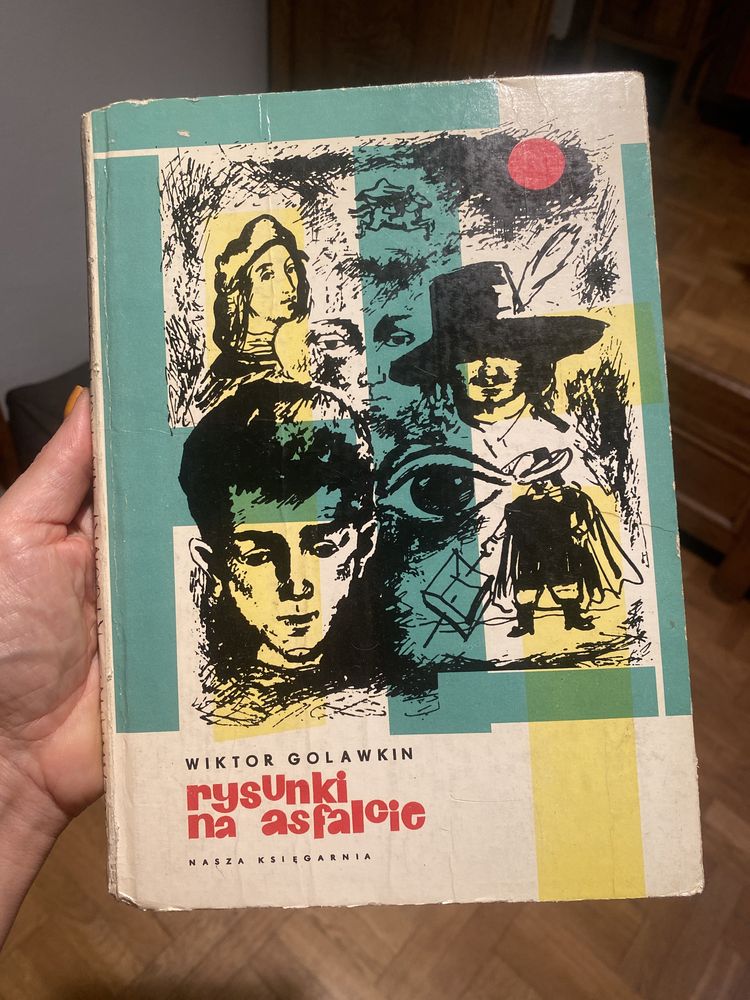 WIKTOR GOLAWKIN
rysunki
na asfalcie
NASZA KSIĘGARNIA